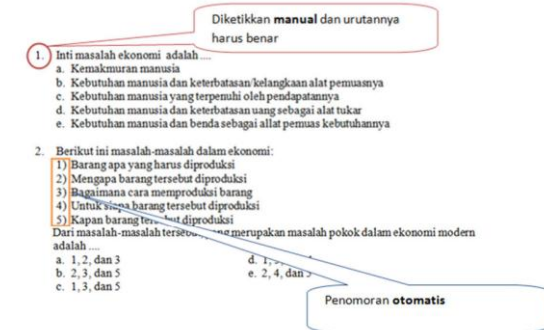 Diketikkan manual dan urutannya
harus benar
1. Inti masalah ekonomi adalah ....
a. Kemakmuran manusia
b. Kebutuhan manusia dan keterbatasan/kelangkaan alat pemuasnya
c. Kebutuhan manusia yang terpenuhi oleh pendapatannya
d. Kebutuhan manusia dan keterbatasan uang sebagai alat tukar
e. Kebutuhan manusia dan benda sebagai allat pemuas kebutuhannya
2. Berikut ini masalah-masalah dalam ekonomi:
1) Barang apa yang harus diproduksi
2) Mengapa barang tersebut diproduksi
3) Bagaimana cara memproduksi barang
4) Untuk siapa barang tersebut diproduksi
5) Kapan barang diproduksi
Dari masalah-masalah merupakan masalah pokok dalam ekonomi modern
adalah ....
a. 1, 2, dan 3
d. 1,
b. 2, 3, dan 5
e. 2, 4, dan
c. 1, 3, dan 5
Penomoran otomatis